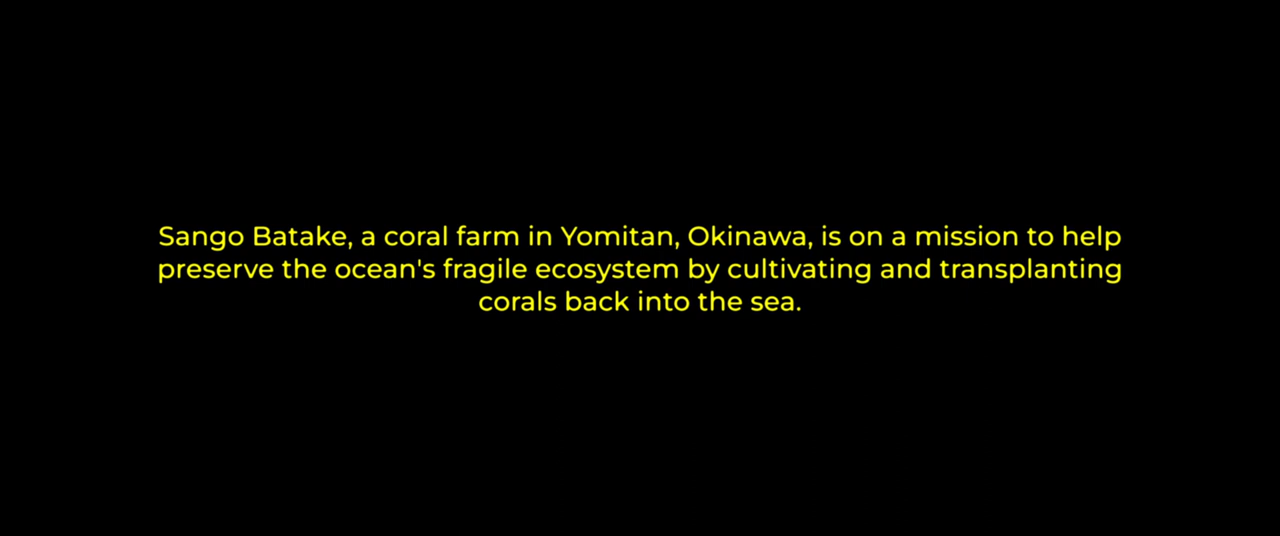 Sango Batake, a coral farm in Yomitan, Okinawa, is on a mission to help
preserve the ocean's fragile ecosystem by cultivating and transplanting
corals back into the sea.